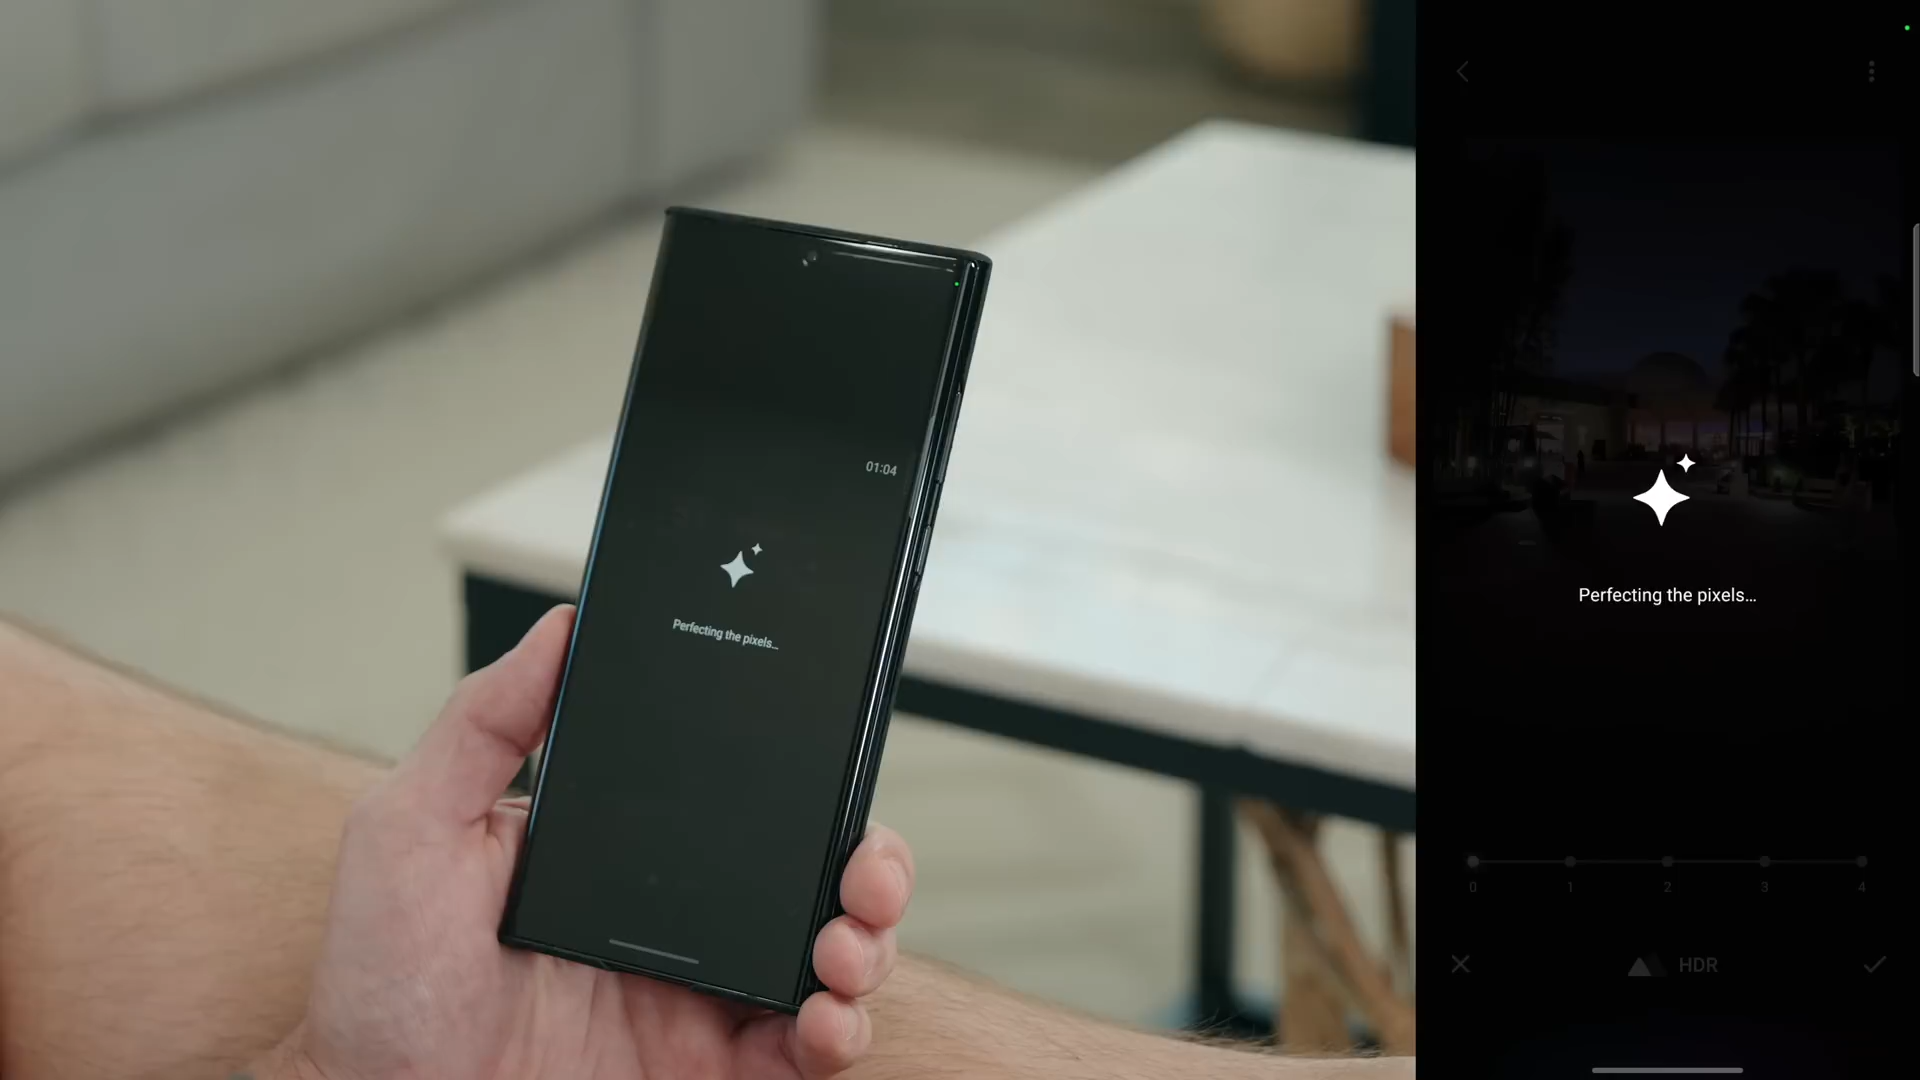 01:04
Perfecting the pixels...
Perfecting the pixels...
0 1 2 3 4
HDR